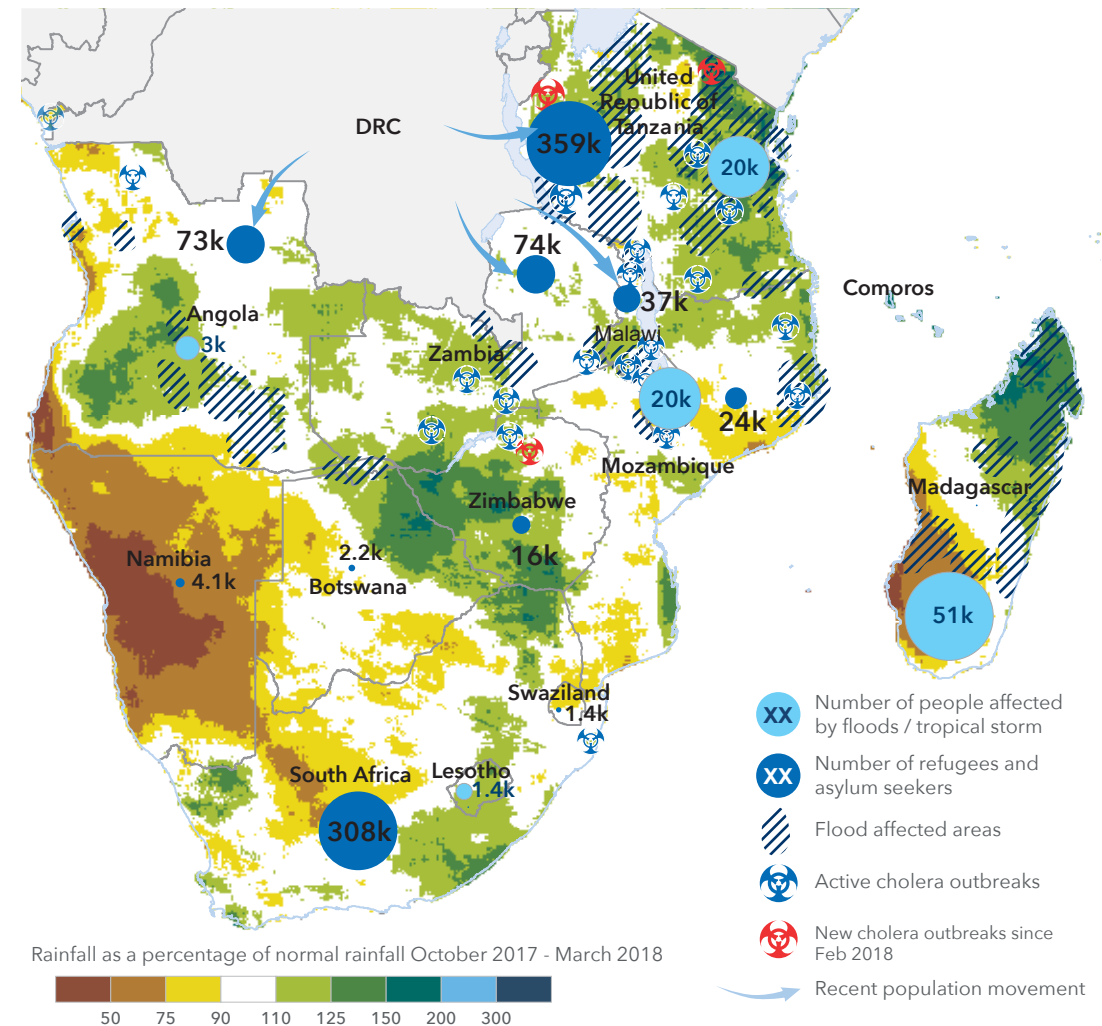 United
Republic of
Tanzania
DRC
359k
20k
73k
74k
37k
Comoros
Angola
3k
Malawi
Zambia
20k
24k
Mozambique
Madagascar
Zimbabwe
16k
Namibia
4.1k
2.2k
Botswana
51k
Swaziland
1.4k
South Africa
Lesotho
1.4k
308k
XX
Number of people affected
by floods / tropical storm
XX
Number of refugees and
asylum seekers
Flood affected areas
Active cholera outbreaks
New cholera outbreaks since
Feb 2018
Recent population movement
Rainfall as a percentage of normal rainfall October 2017 - March 2018
50 75 90 110 125 150 200 300